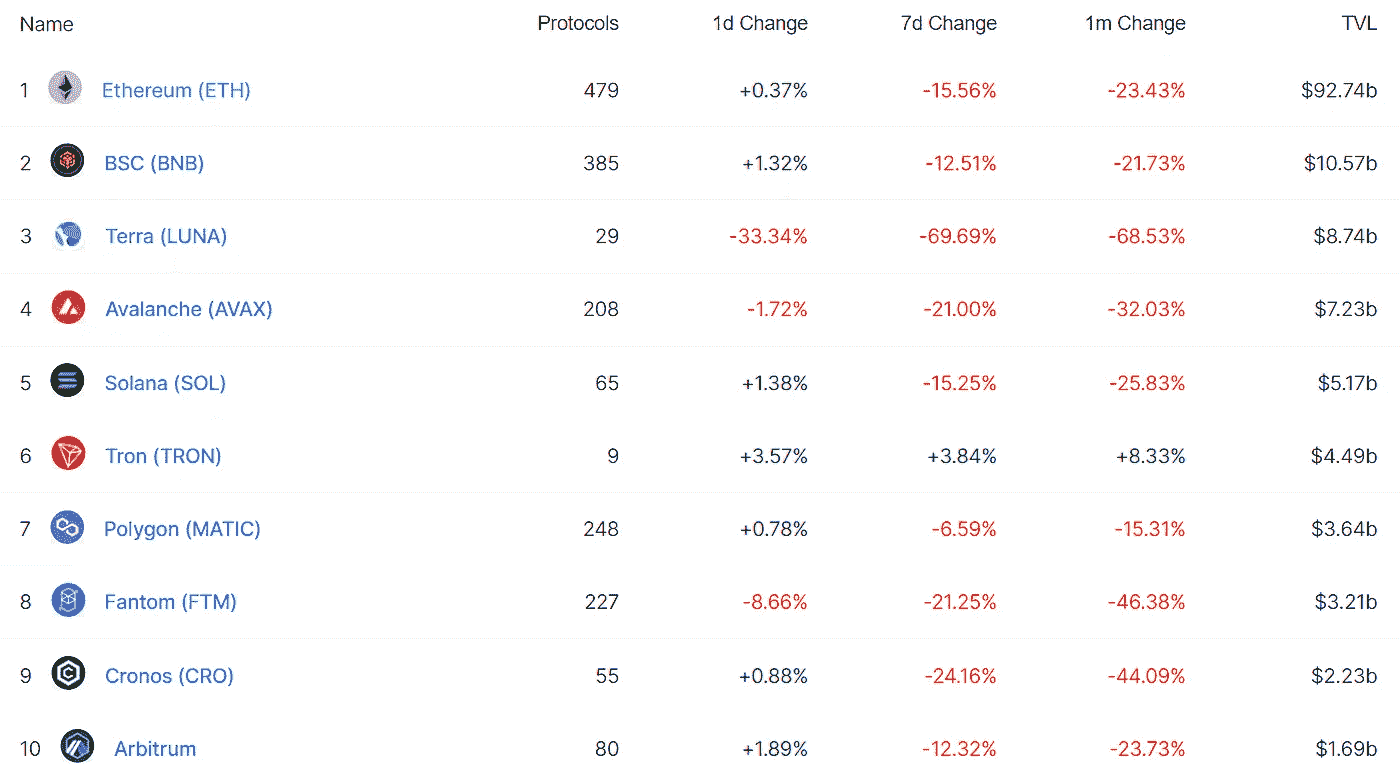 Name Protocols 1d Change 7d Change 1m Change TVL
1 Ethereum (ETH) 479 +0.37% -15.56% -23.43% $92.74b
2 BSC (BNB) 385 +1.32% -12.51% -21.73% $10.57b
3 Terra (LUNA) 29 -33.34% -69.69% -68.53% $8.74b
4 Avalanche (AVAX) 208 -1.72% -21.00% -32.03% $7.23b
5 Solana (SOL) 65 +1.38% -15.25% -25.83% $5.17b
6 Tron (TRON) 9 +3.57% +3.84% +8.33% $4.49b
7 Polygon (MATIC) 248 +0.78% -6.59% -15.31% $3.64b
8 Fantom (FTM) 227 -8.66% -21.25% -46.38% $3.21b
9 Cronos (CRO) 55 +0.88% -24.16% -44.09% $2.23b
10 Arbitrum 80 +1.89% -12.32% -23.73% $1.69b